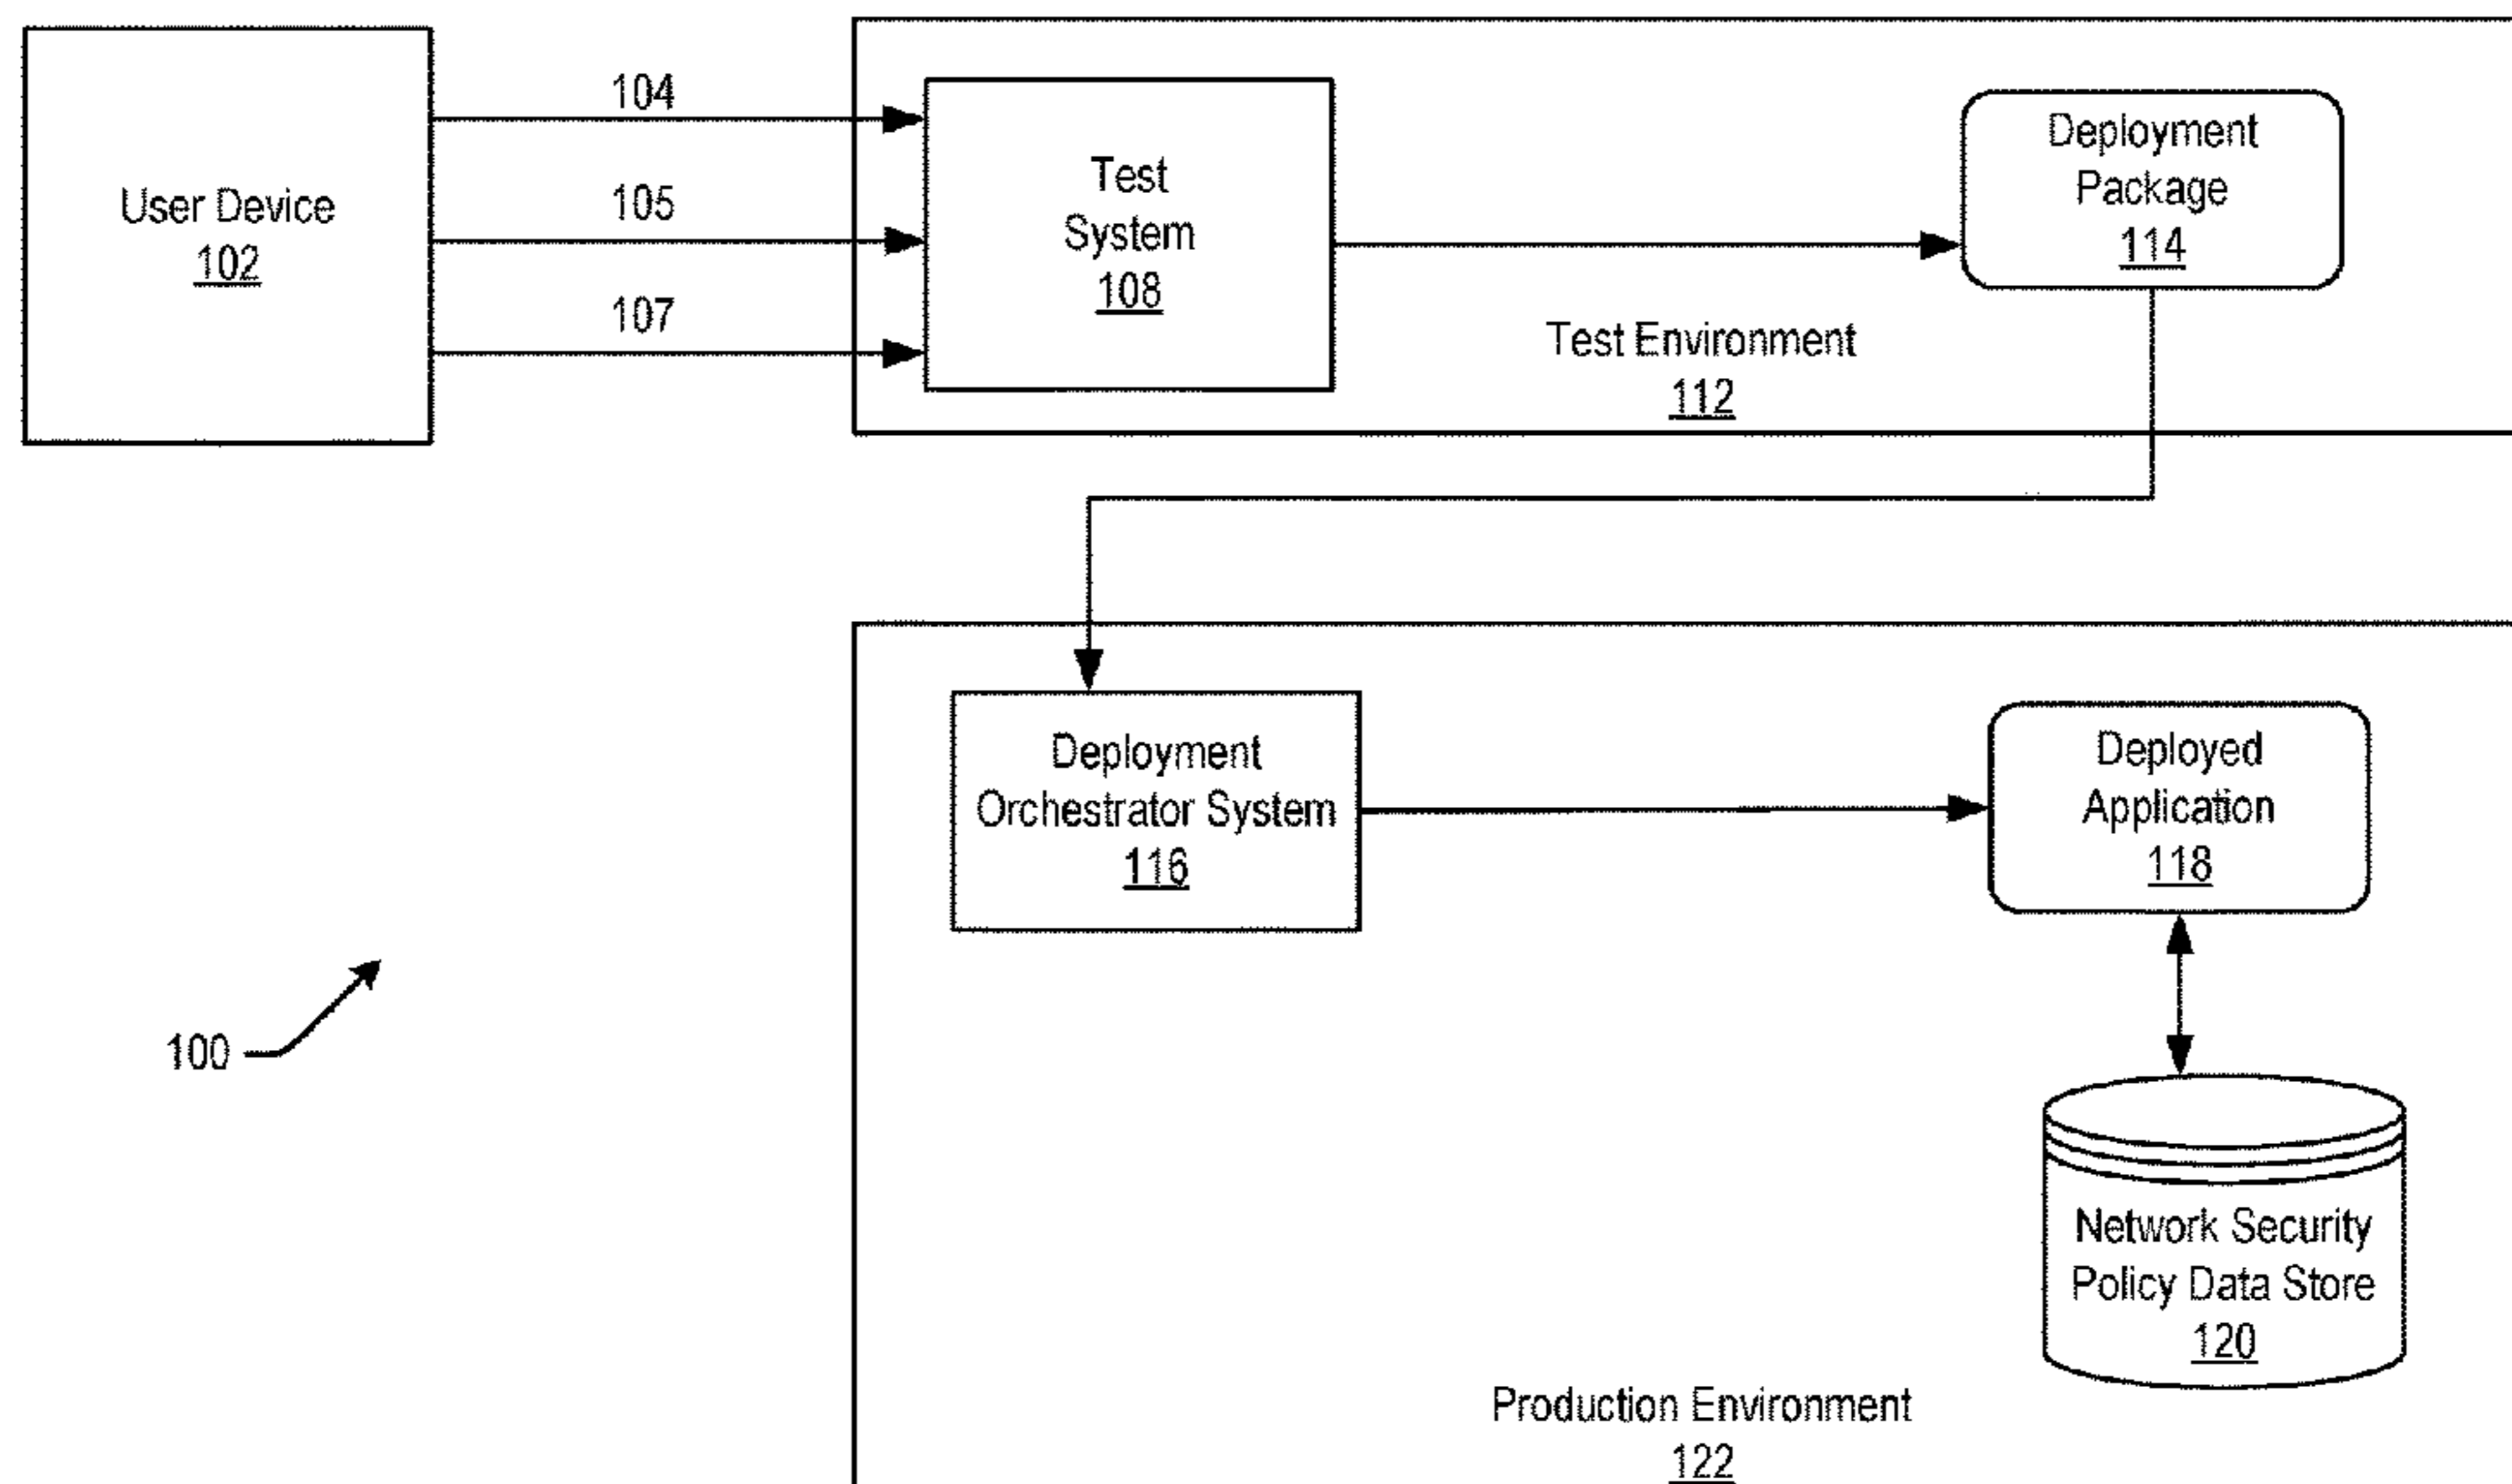 User Device
102
104
105
107
Test
System
108
Deployment
Package
114
Test Environment
112
Deployment
Orchestrator System
116
Deployed
Application
118
100
Network Security
Policy Data Store
120
Production Environment
122